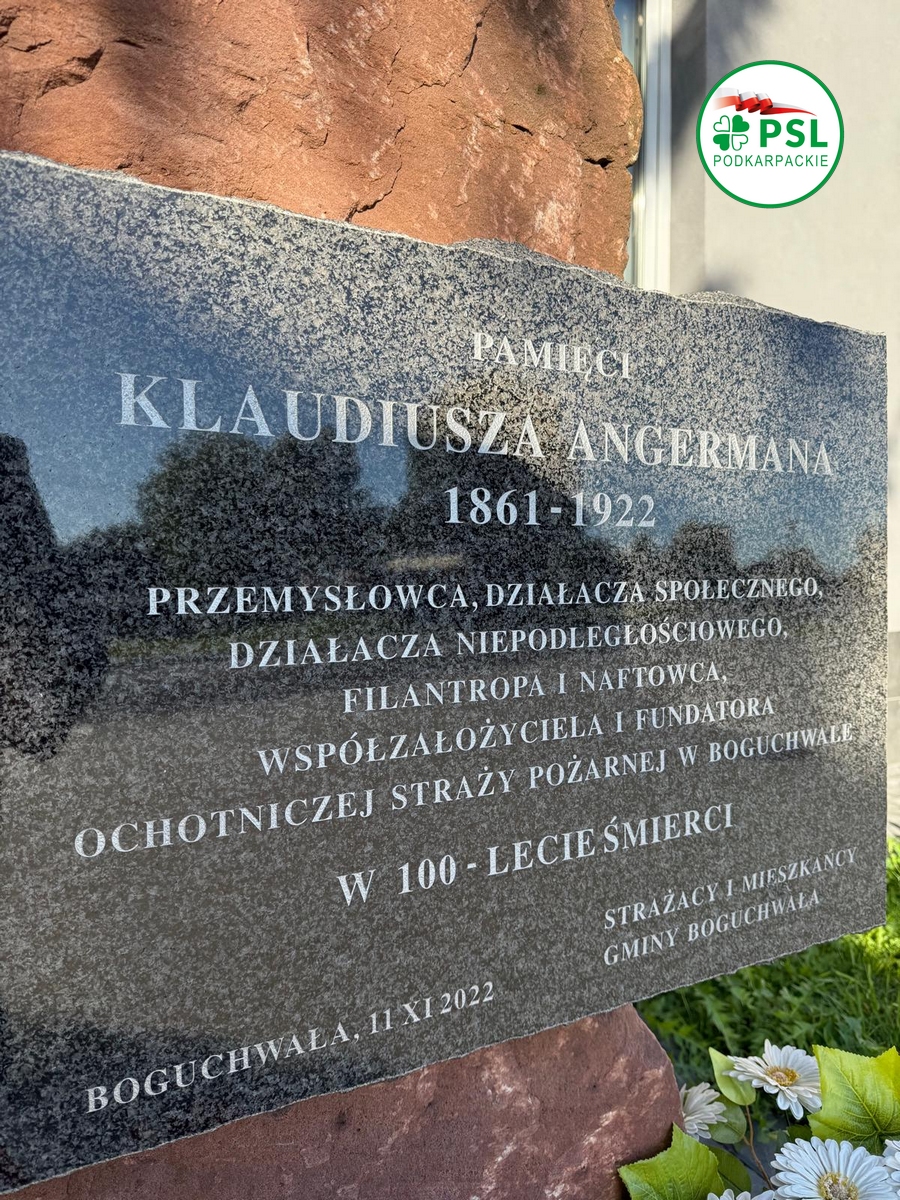 PSL
PODKARPACKIE
PAMIĘCI
KLAUDIUSZA ANGERMANA
1861-1922
PRZEMYSŁOWCA, DZIAŁACZA SPOŁECZNEGO,
DZIAŁACZA NIEPODLEGŁOŚCIOWEGO,
FILANTROPA I NAFTOWCA,
WSPÓŁZAŁOŻYCIELA I FUNDATORA
OCHOTNICZEJ STRAŻY POŻARNEJ W BOGUCHWALE
W 100 - LECIE ŚMIERCI
STRAŻACY I MIESZKAŃCY
GMINY BOGUCHWAŁA
BOGUCHWAŁA, 11 XI 2022